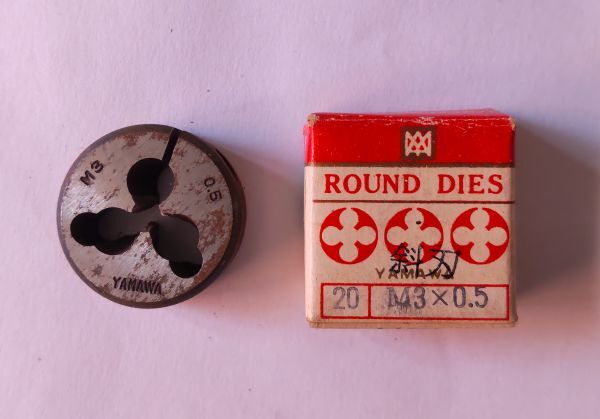 M3
0.5
YAMAWA
ROUND DIES
斜刃
YAMAWA
20 M3×0.5